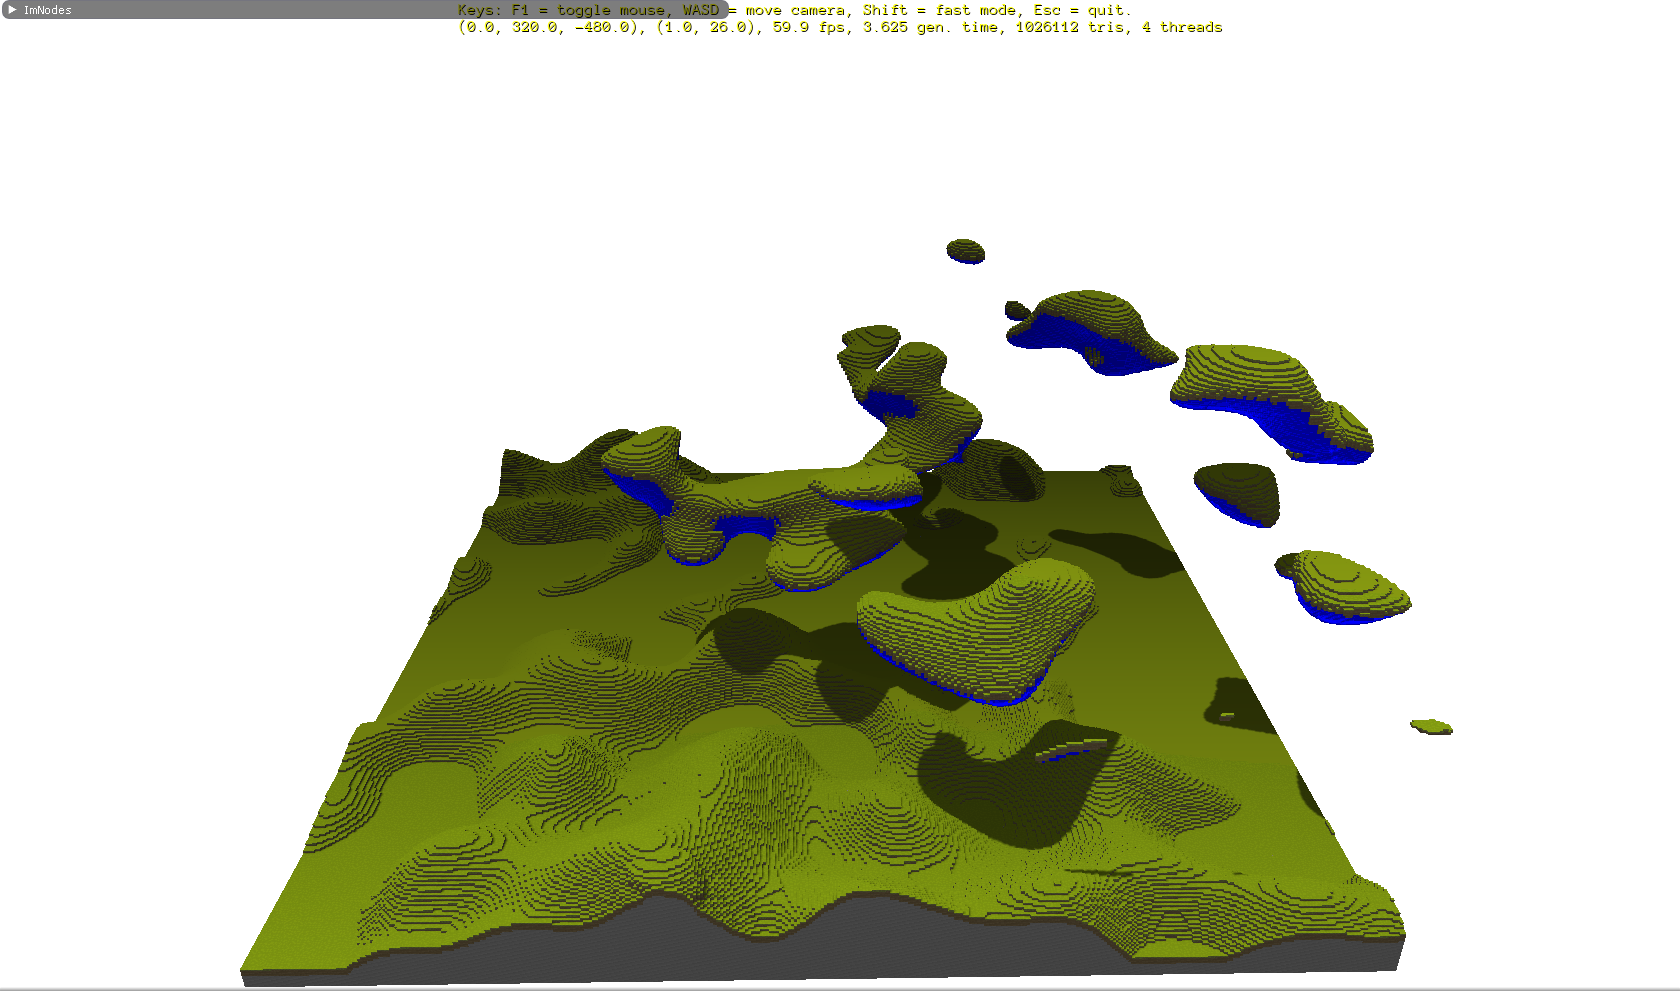 ImNodes
Keys: F1 = toggle mouse, WASD = move camera, Shift = fast mode, Esc = quit.
(0.0, 320.0, -480.0), (1.0, 26.0), 59.9 fps, 3.625 gen. time, 1026112 tris, 4 threads